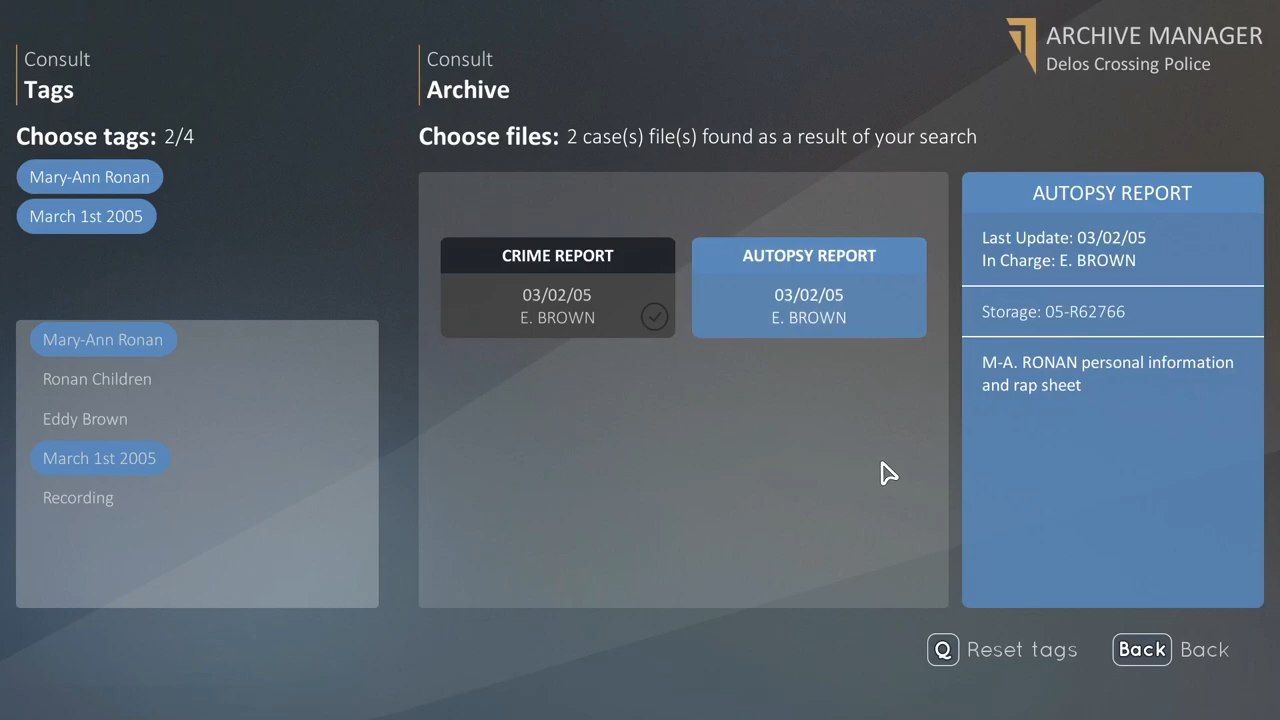 Consult
Tags
Choose tags: 2/4
Mary-Ann Ronan
March 1st 2005
Mary-Ann Ronan
Ronan Children
Eddy Brown
March 1st 2005
Recording
Consult
Archive
Choose files: 2 case(s) file(s) found as a result of your search
CRIME REPORT
03/02/05
E. BROWN
AUTOPSY REPORT
03/02/05
E. BROWN
ARCHIVE MANAGER
Delos Crossing Police
AUTOPSY REPORT
Last Update: 03/02/05
In Charge: E. BROWN
Storage: 05-R62766
M-A. RONAN personal information
and rap sheet
Q Reset tags
Back Back